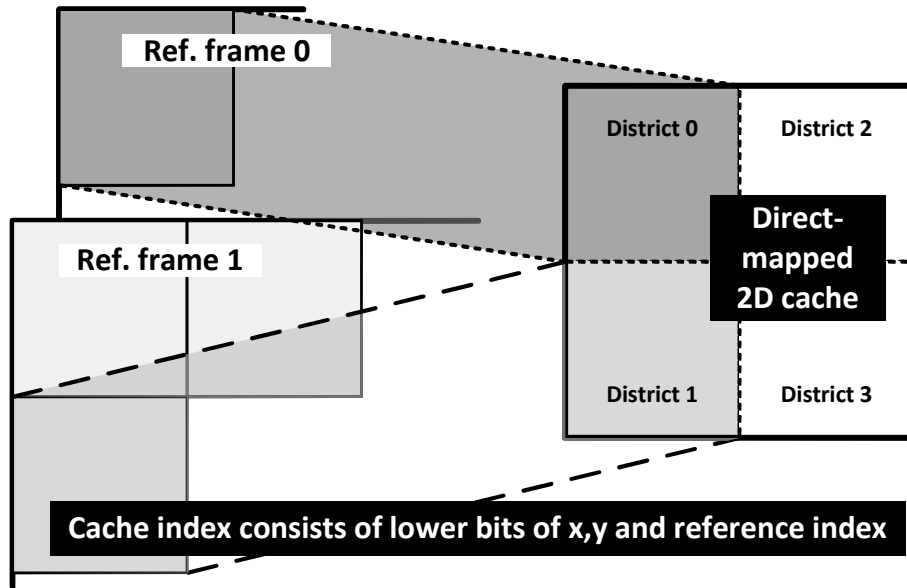 Ref. frame 0
District 0
District 2
Ref. frame 1
Direct-
mapped
2D cache
District 1
District 3
Cache index consists of lower bits of x,y and reference index